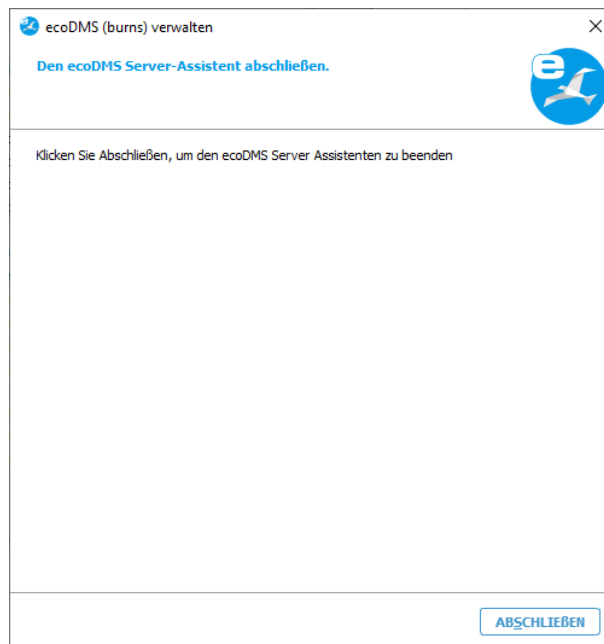 ecoDMS (burns) verwalten
Den ecoDMS Server-Assistent abschließen.
e
Klicken Sie Abschließen, um den ecoDMS Server Assistenten zu beenden
ABSCHLIEßEN